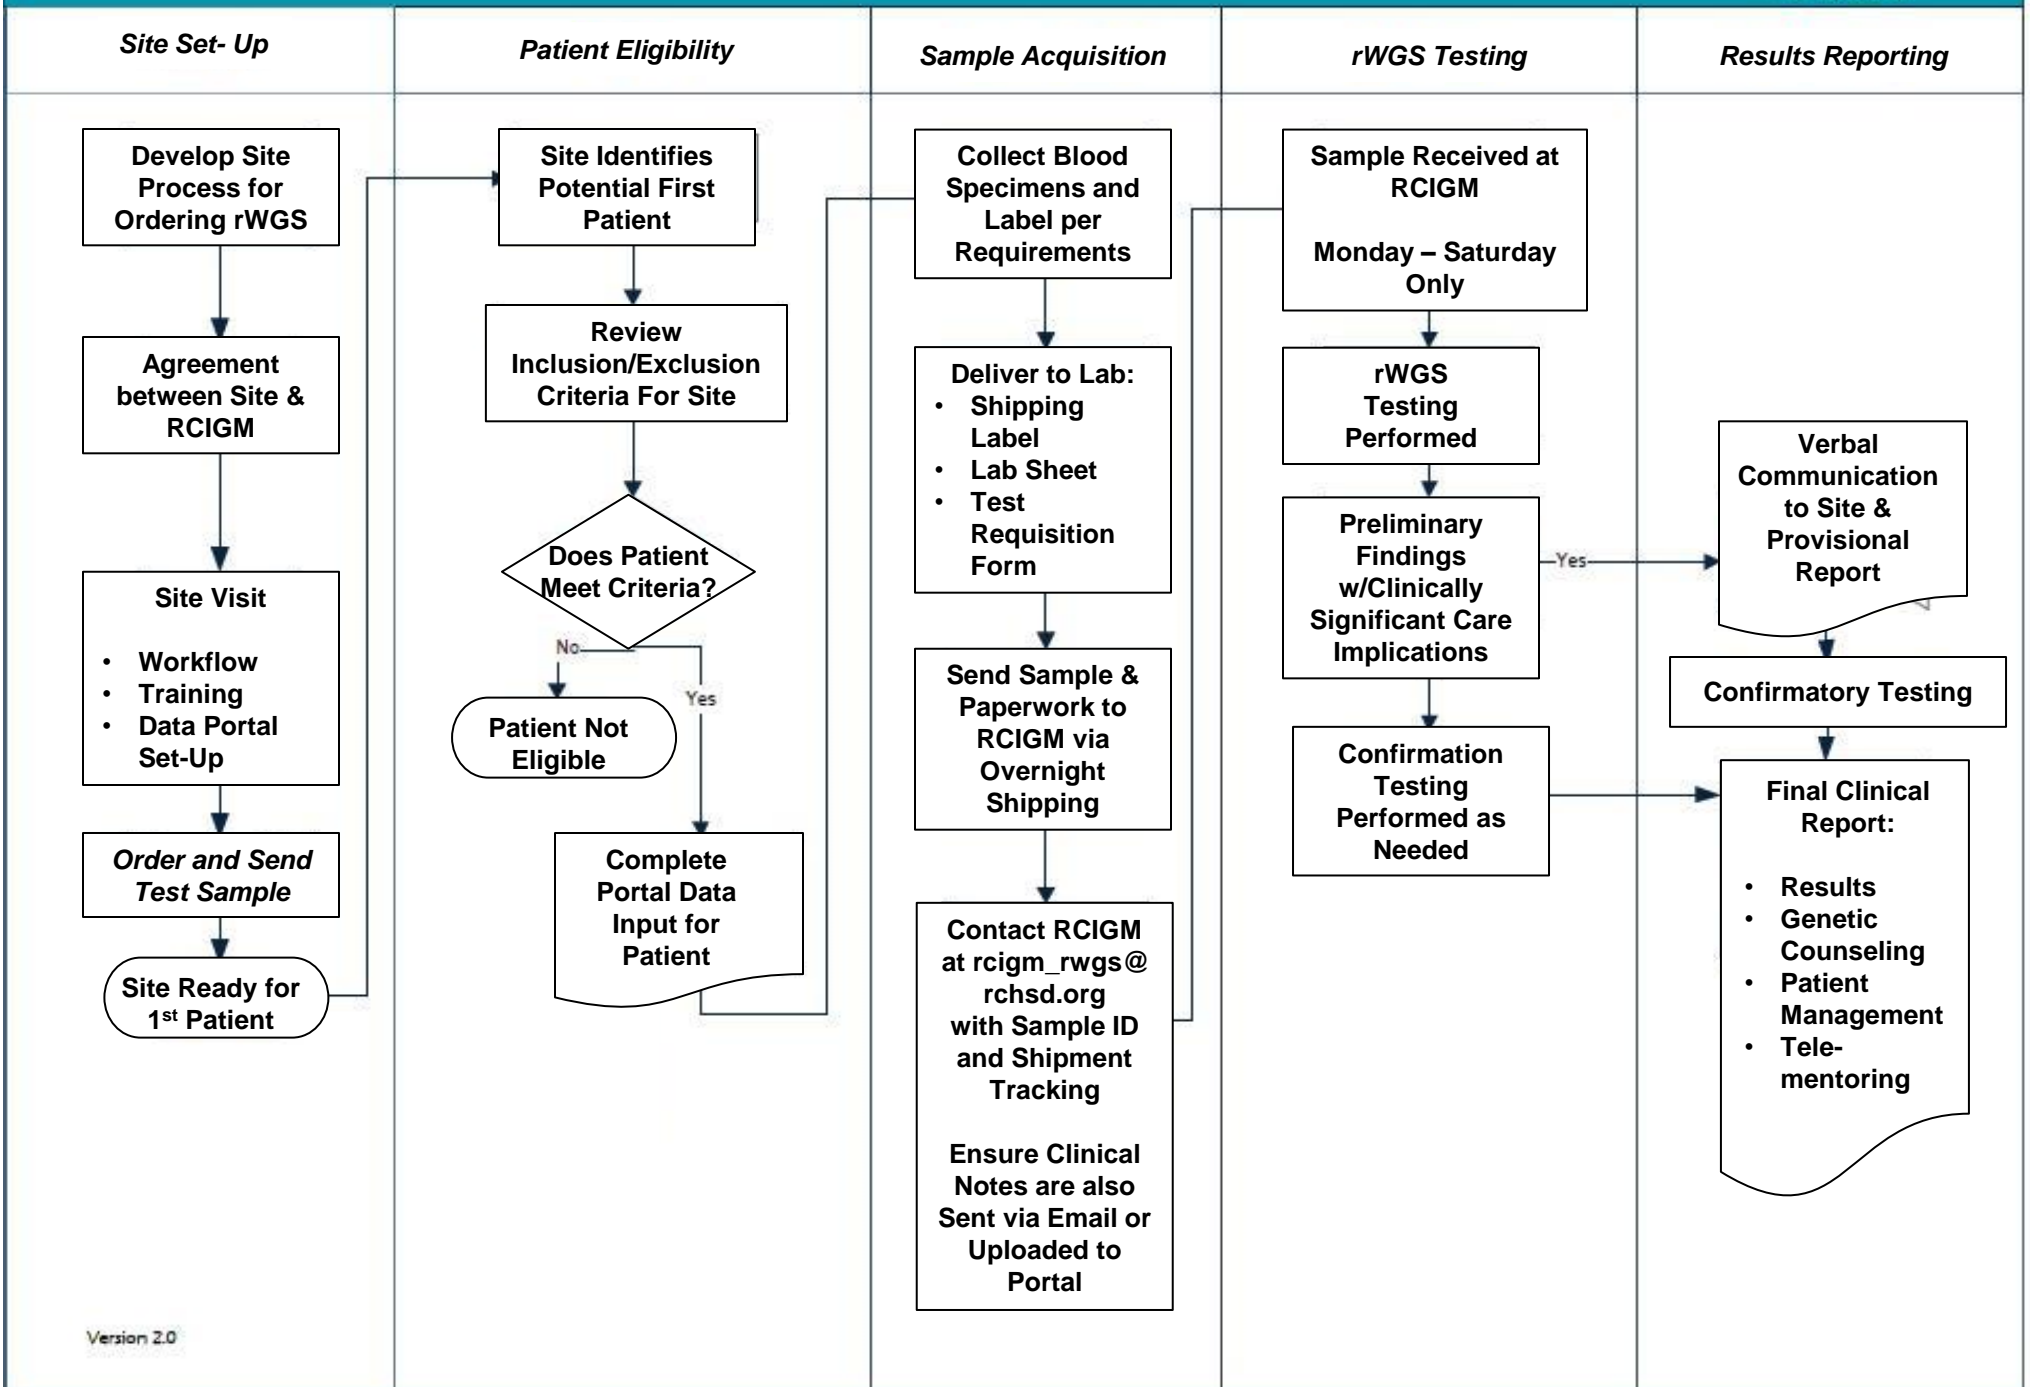 Site Set- Up
Patient Eligibility
Sample Acquisition
rWGS Testing
Results Reporting
Develop Site
Process for
Ordering rWGS
Agreement
between Site &
RCIGM
Site Visit
• Workflow
• Training
• Data Portal
Set-Up
Order and Send
Test Sample
Site Ready for
1st Patient
Site Identifies
Potential First
Patient
Review
Inclusion/Exclusion
Criteria For Site
Does Patient
Meet Criteria?
No
Yes
Patient Not
Eligible
Complete
Portal Data
Input for
Patient
Collect Blood
Specimens and
Label per
Requirements
Deliver to Lab:
• Shipping
Label
• Lab Sheet
• Test
Requisition
Form
Send Sample &
Paperwork to
RCIGM via
Overnight
Shipping
Contact RCIGM
at rcigm_rwgs@
rchsd.org
with Sample ID
and Shipment
Tracking
Ensure Clinical
Notes are also
Sent via Email or
Uploaded to
Portal
Sample Received at
RCIGM
Monday – Saturday
Only
rWGS
Testing
Performed
Preliminary
Findings
w/Clinically
Significant Care
Implications
Yes
Confirmation
Testing
Performed as
Needed
Verbal
Communication
to Site &
Provisional
Report
Confirmatory Testing
Final Clinical
Report:
• Results
• Genetic
Counseling
• Patient
Management
• Tele-
mentoring
Version 2.0